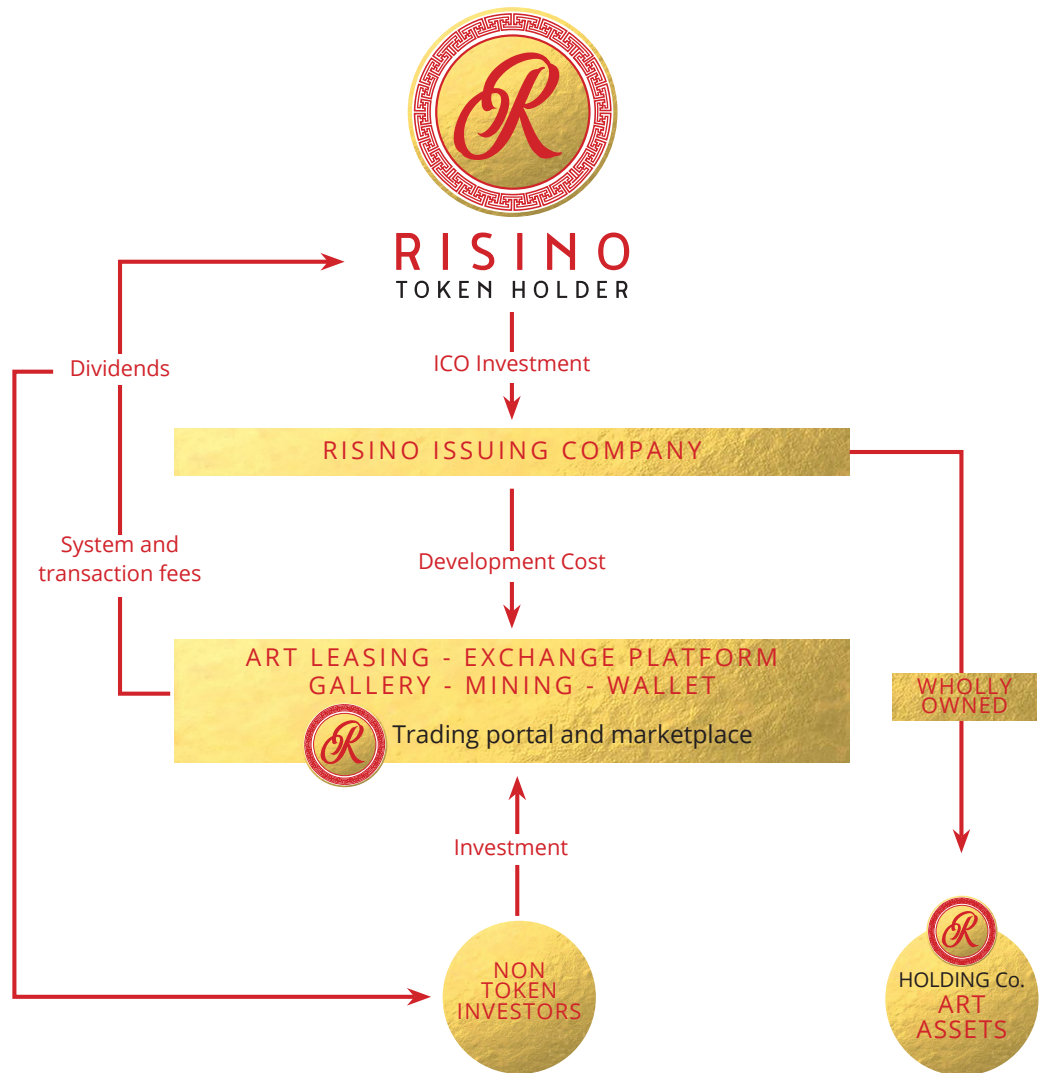 R
RISINO
TOKEN HOLDER
Dividends
ICO Investment
RISINO ISSUING COMPANY
System and
transaction fees
Development Cost
ART LEASING - EXCHANGE PLATFORM
GALLERY - MINING - WALLET
R
Trading portal and marketplace
WHOLLY
OWNED
Investment
NON
TOKEN
INVESTORS
R
HOLDING Co.
ART
ASSETS